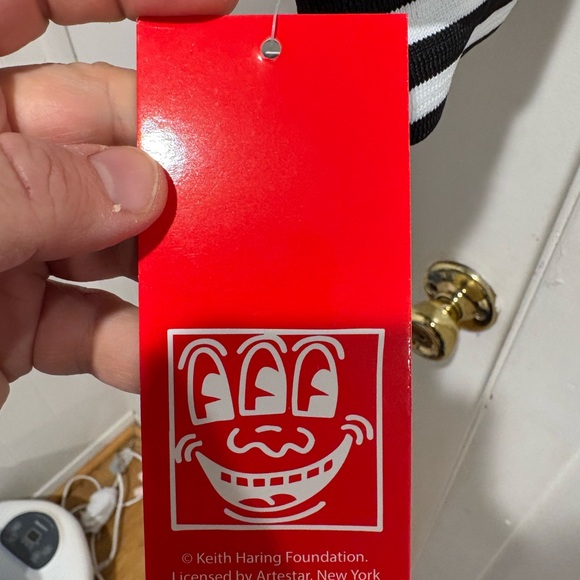 © Keith Haring Foundation.
Licensed by Artestar, New York